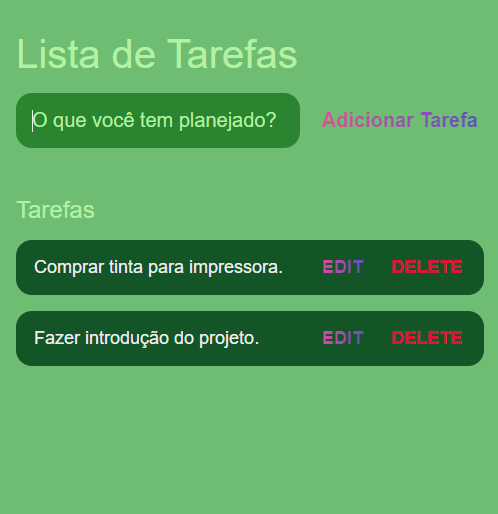 Lista de Tarefas
O que você tem planejado? Adicionar Tarefa
Tarefas
Comprar tinta para impressora. EDIT DELETE
Fazer introdução do projeto. EDIT DELETE